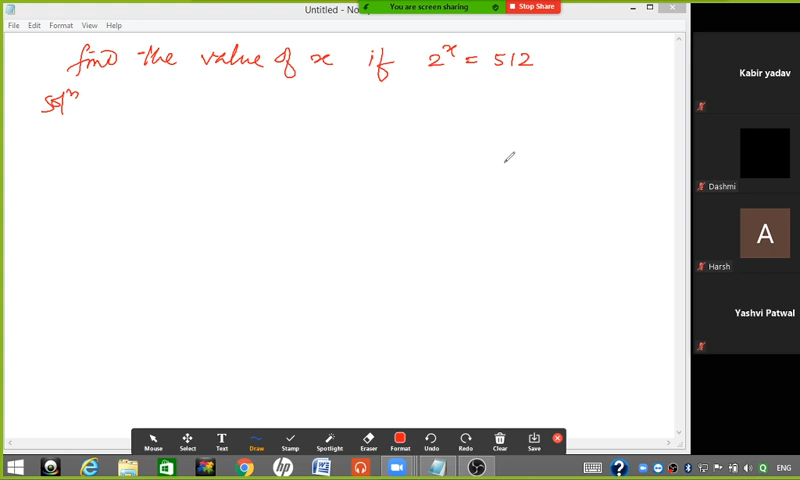 Untitled - No
You are screen sharing
Stop Share
File Edit Format View Help
find the value of x if 2^x = 512
Solⁿ
Kabir yadav
Dashmi
A
Harsh
Yashvi Patwal
Mouse Select Text Draw Stamp Spotlight Eraser Format Undo Redo Clear Save
hp
ENG